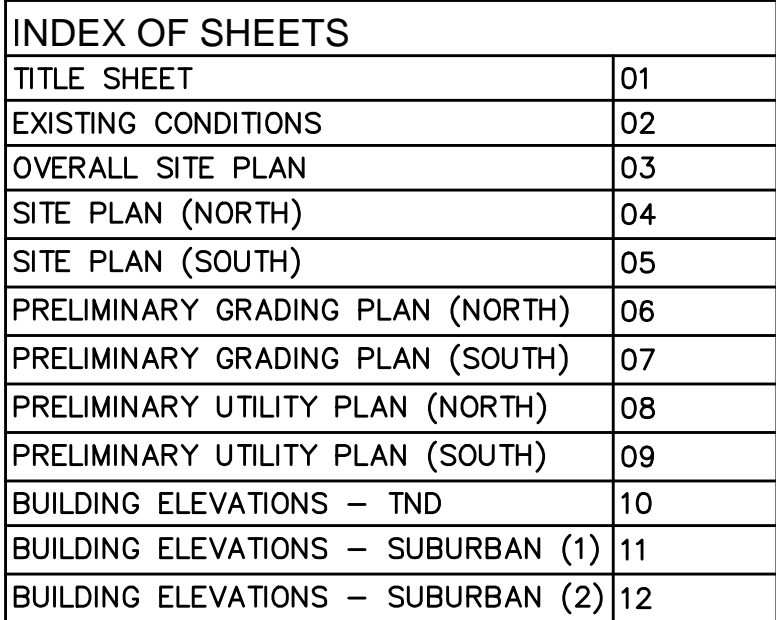 INDEX OF SHEETS
TITLE SHEET 01
EXISTING CONDITIONS 02
OVERALL SITE PLAN 03
SITE PLAN (NORTH) 04
SITE PLAN (SOUTH) 05
PRELIMINARY GRADING PLAN (NORTH) 06
PRELIMINARY GRADING PLAN (SOUTH) 07
PRELIMINARY UTILITY PLAN (NORTH) 08
PRELIMINARY UTILITY PLAN (SOUTH) 09
BUILDING ELEVATIONS – TND 10
BUILDING ELEVATIONS – SUBURBAN (1) 11
BUILDING ELEVATIONS – SUBURBAN (2) 12